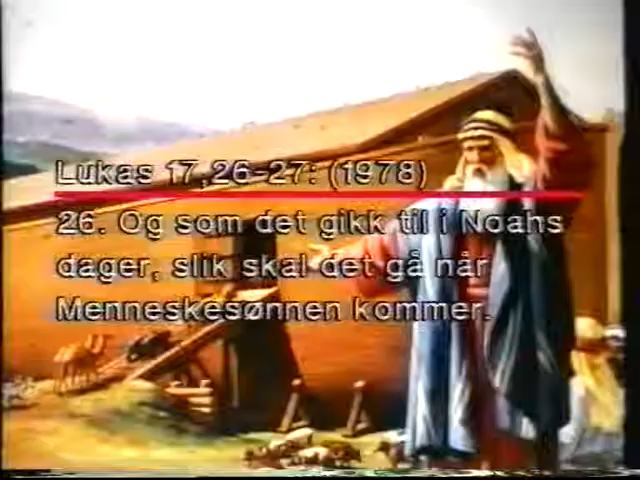 Lukas 17,26-27: (1978)
26. Og som det gikk til i Noahs
dager, slik skal det gå når
Menneskesønnen kommer.